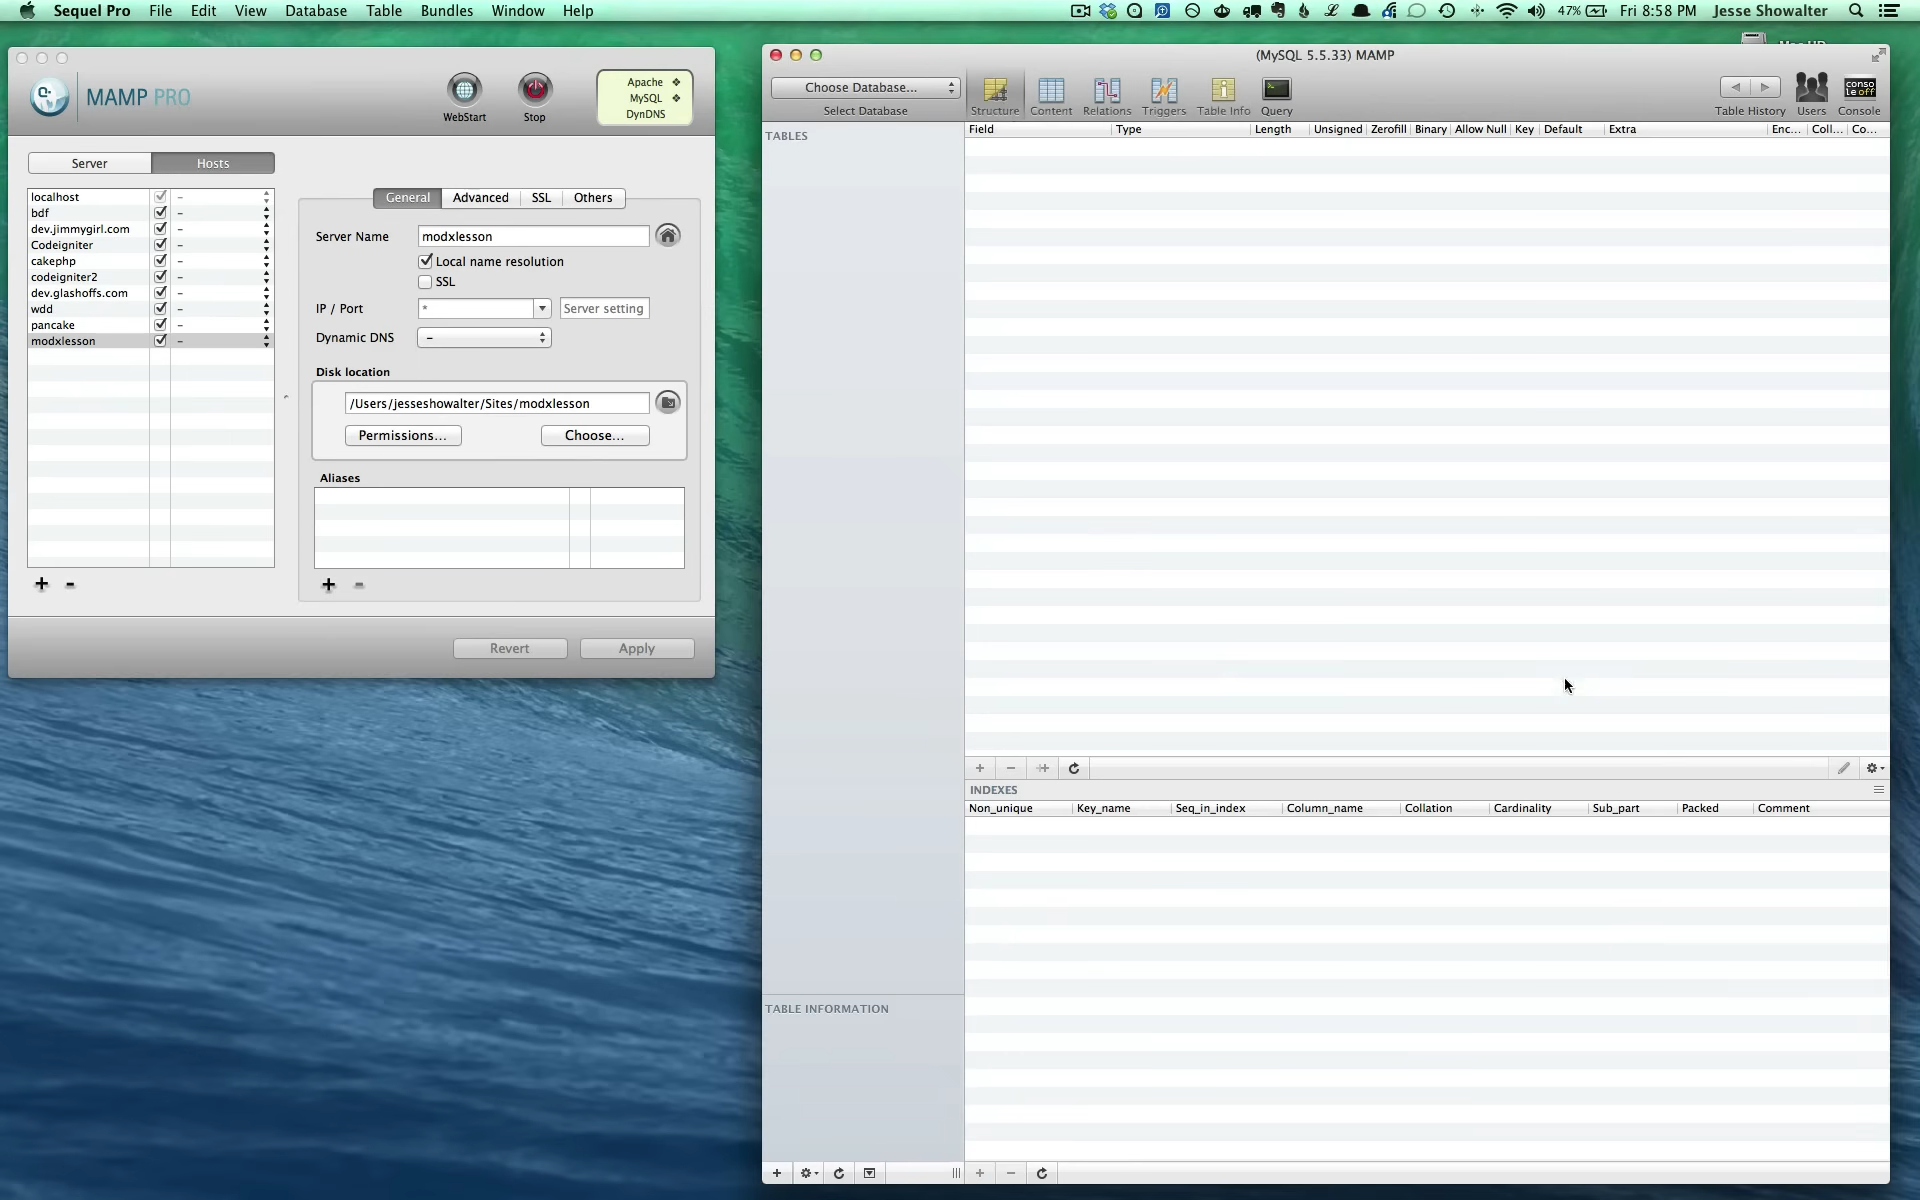 Sequel Pro File Edit View Database Table Bundles Window Help
47% Fri 8:58 PM Jesse Showalter
MAMP PRO
WebStart
Stop
Apache
MySQL
DynDNS
Server Hosts
localhost
bdf
dev.jimmygirl.com
Codeigniter
cakephp
codeigniter2
dev.glashoffs.com
wdd
pancake
modxlesson
General Advanced SSL Others
Server Name modxlesson
Local name resolution
SSL
IP / Port * Server setting
Dynamic DNS –
Disk location
/Users/jesseshowalter/Sites/modxlesson
Permissions... Choose...
Aliases
+ -
+ -
Revert Apply
(MySQL 5.5.33) MAMP
Choose Database...
Select Database
Structure Content Relations Triggers Table Info Query
Table History Users Console
conso
le off
TABLES
Field Type Length Unsigned Zerofill Binary Allow Null Key Default Extra Enc... Coll... Co...
INDEXES
Non_unique Key_name Seq_in_index Column_name Collation Cardinality Sub_part Packed Comment
TABLE INFORMATION